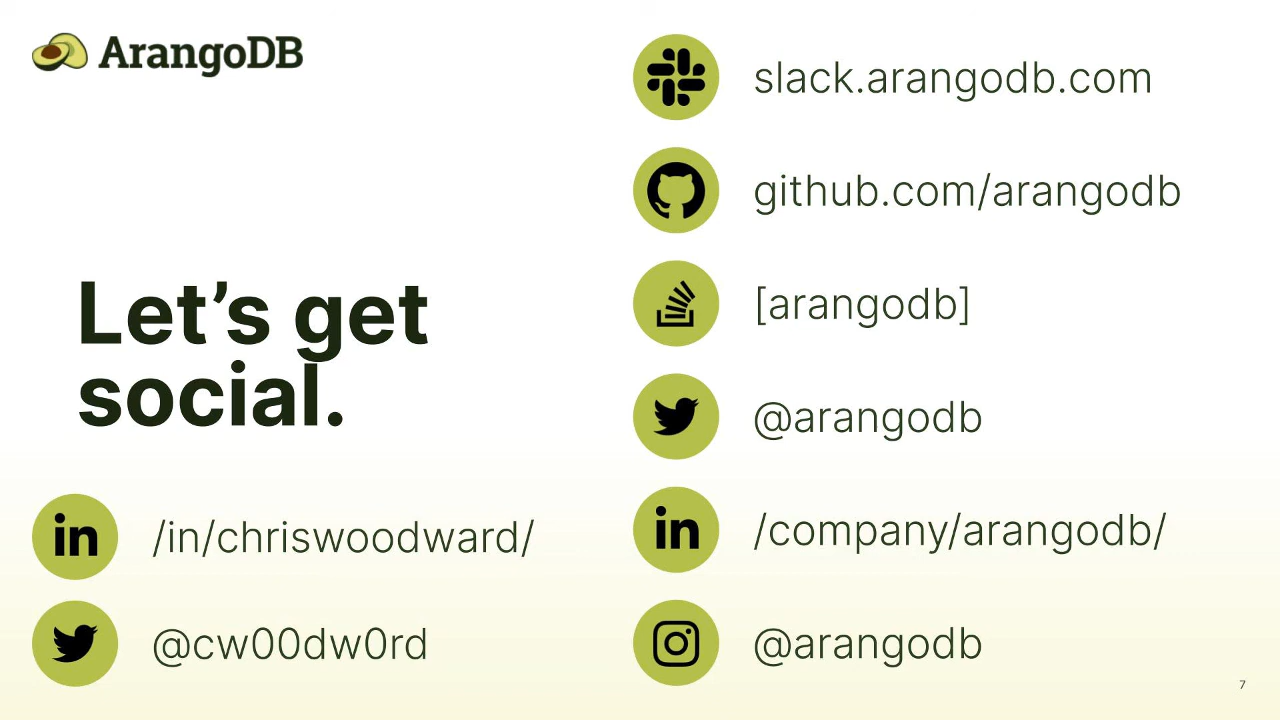 ArangoDB
Let’s get
social.
/in/chriswoodward/
@cw00dw0rd
slack.arangodb.com
github.com/arangodb
[arangodb]
@arangodb
/company/arangodb/
@arangodb
7